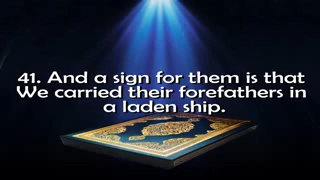 41. And a sign for them is that
We carried their forefathers in
a laden ship.